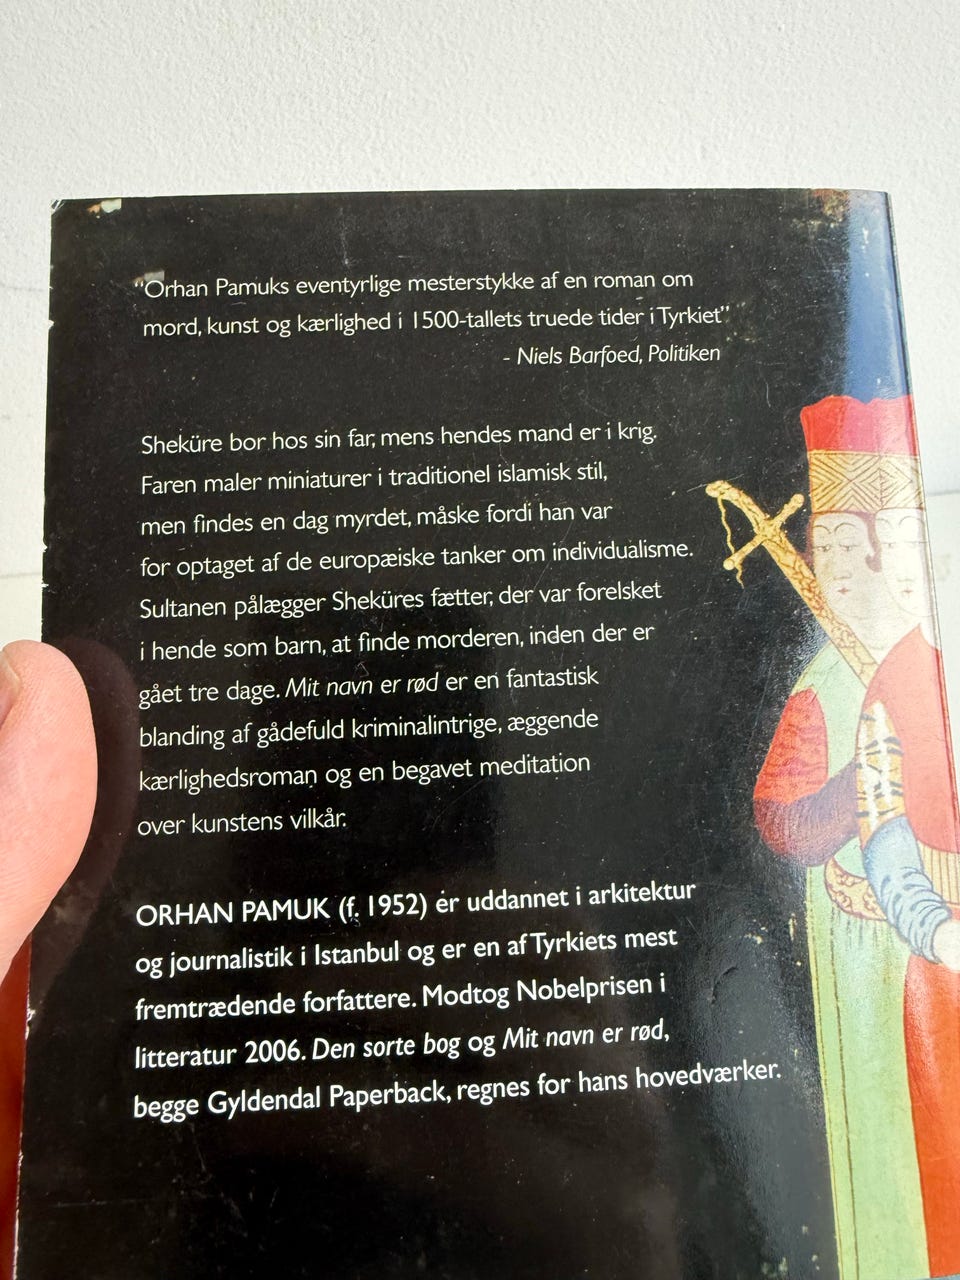 "Orhan Pamuks eventyrlige mesterstykke af en roman om
mord, kunst og kærlighed i 1500-tallets truede tider i Tyrkiet"
- Niels Barfoed, Politiken
Sheküre bor hos sin far, mens hendes mand er i krig.
Faren maler miniaturer i traditionel islamisk stil,
men findes en dag myrdet, måske fordi han var
for optaget af de europæiske tanker om individualisme.
Sultanen pålægger Sheküres fætter, der var forelsket
i hende som barn, at finde morderen, inden der er
gået tre dage. Mit navn er rød er en fantastisk
blanding af gådefuld kriminalintrige, æggende
kærlighedsroman og en begavet meditation
over kunstens vilkår.
ORHAN PAMUK (f. 1952) er uddannet i arkitektur
og journalistik i Istanbul og er en af Tyrkiets mest
fremtrædende forfattere. Modtog Nobelprisen i
litteratur 2006. Den sorte bog og Mit navn er rød,
begge Gyldendal Paperback, regnes for hans hovedværker.